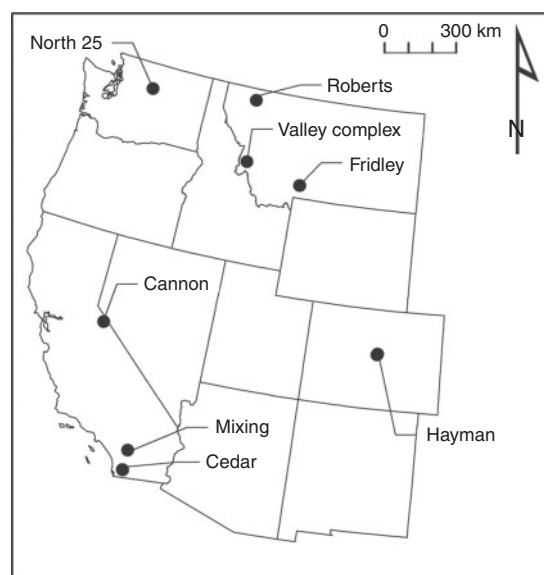 0 300 km
North 25
Roberts
Valley complex
Fridley
N
Cannon
Mixing
Cedar
Hayman